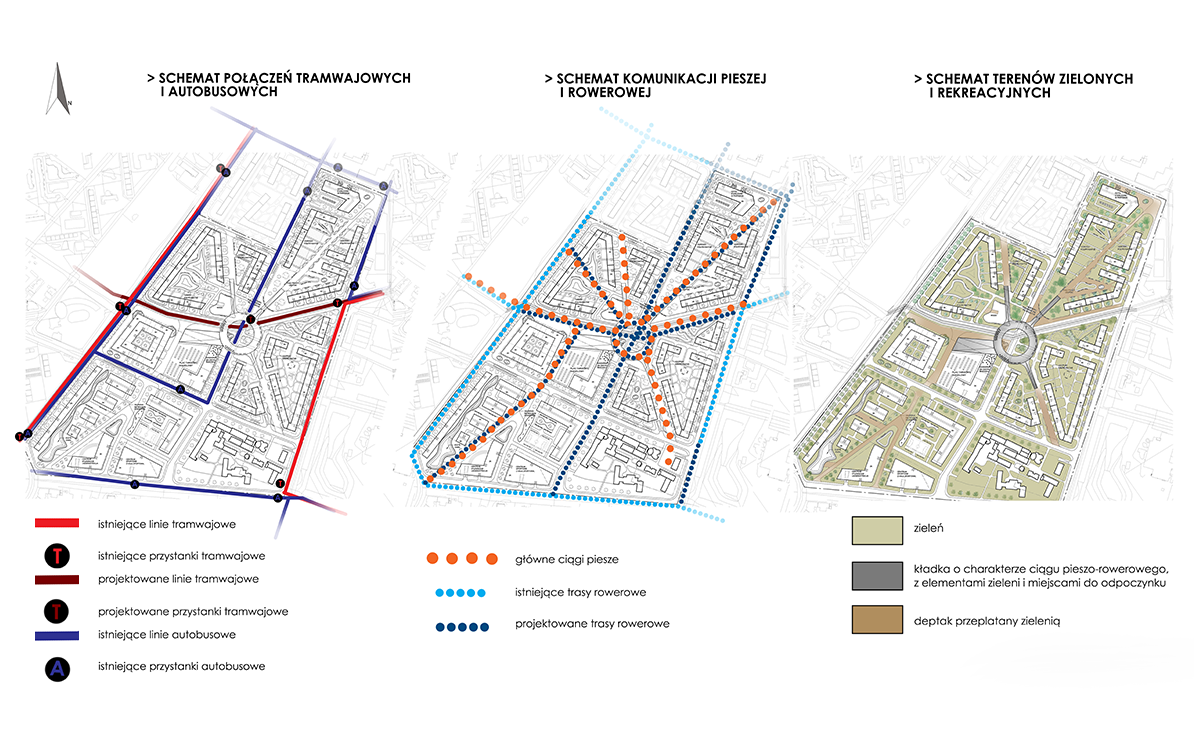 > SCHEMAT POŁĄCZEŃ TRAMWAJOWYCH
I AUTOBUSOWYCH
> SCHEMAT KOMUNIKACJI PIESZEJ
I ROWEROWEJ
> SCHEMAT TERENÓW ZIELONYCH
I REKREACYJNYCH
N
istniejące linie tramwajowe
T
istniejące przystanki tramwajowe
projektowane linie tramwajowe
T
projektowane przystanki tramwajowe
istniejące linie autobusowe
A
istniejące przystanki autobusowe
główne ciągi piesze
istniejące trasy rowerowe
projektowane trasy rowerowe
zieleń
kładka o charakterze ciągu pieszo-rowerowego,
z elementami zieleni i miejscami do odpoczynku
deptak przeplatany zielenią